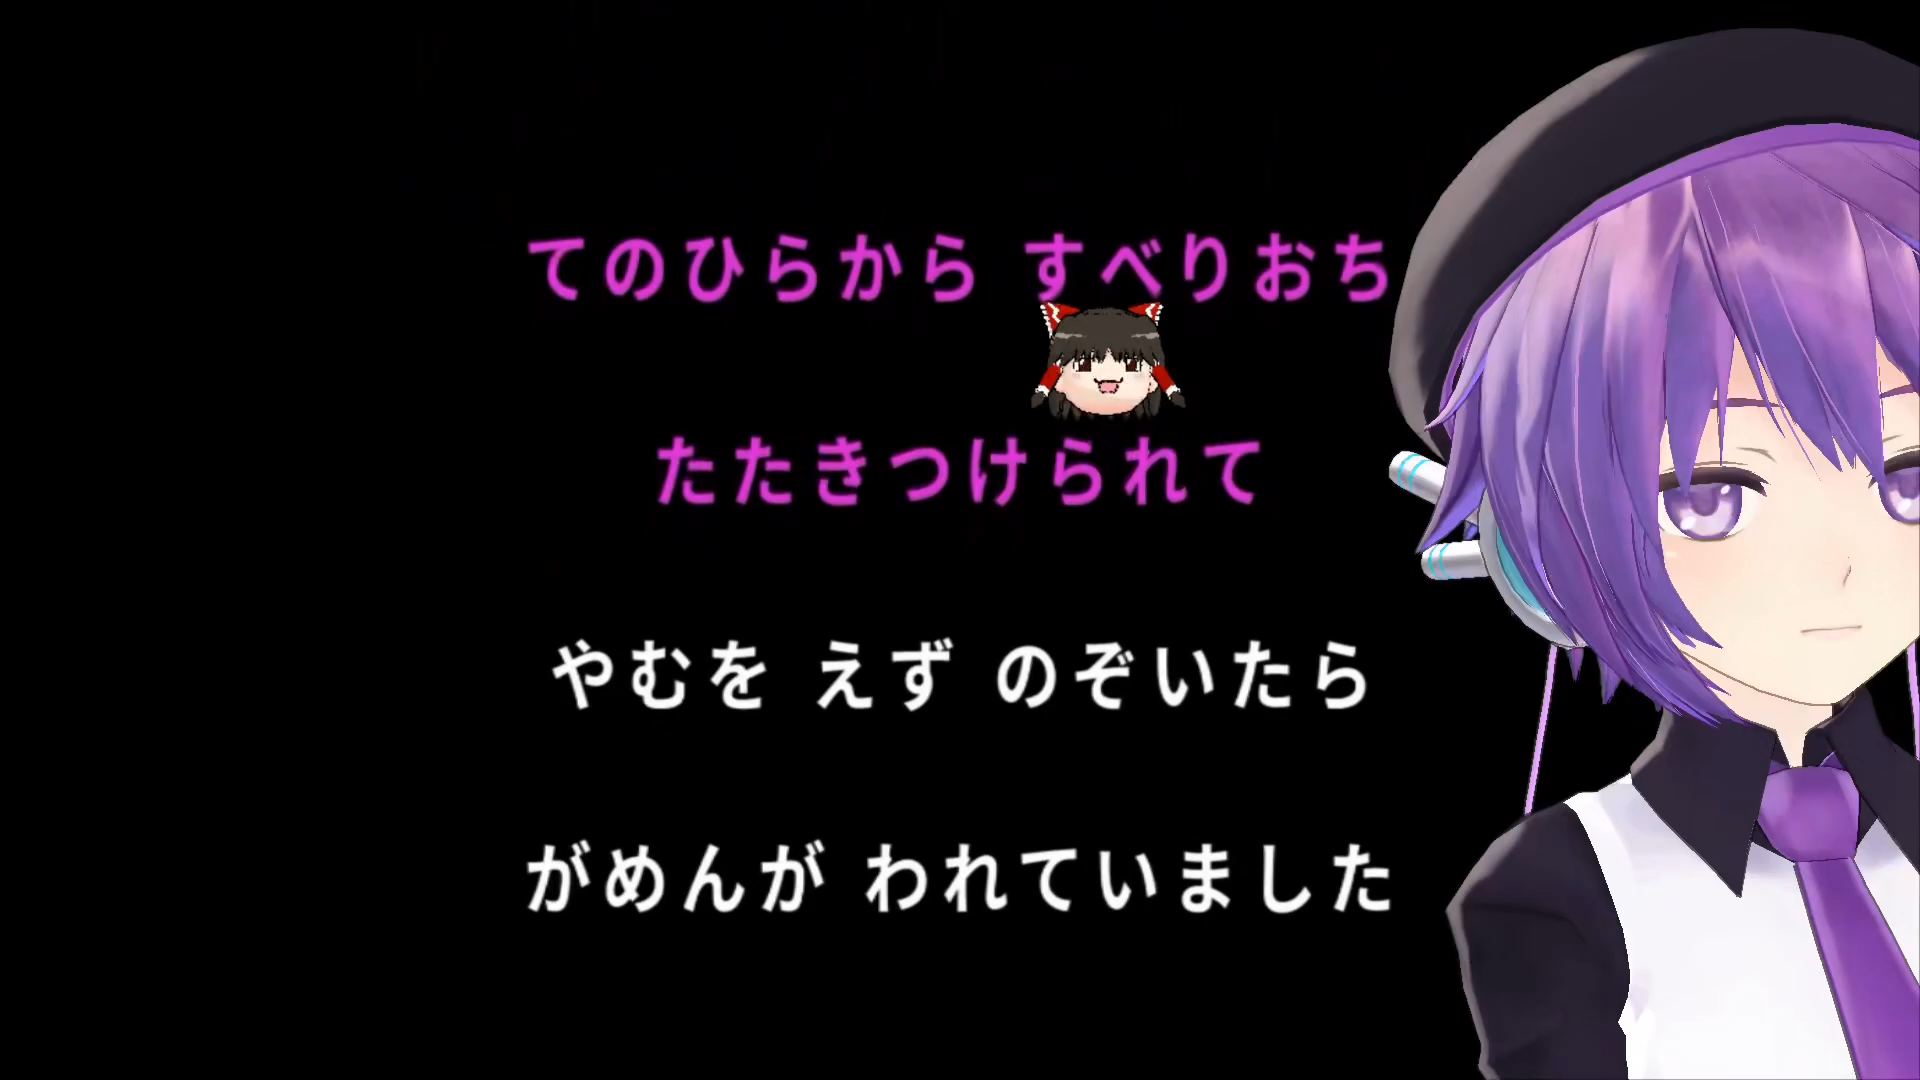 てのひらから すべりおち
たたきつけられて
やむを えず のぞいたら
がめんが われていました